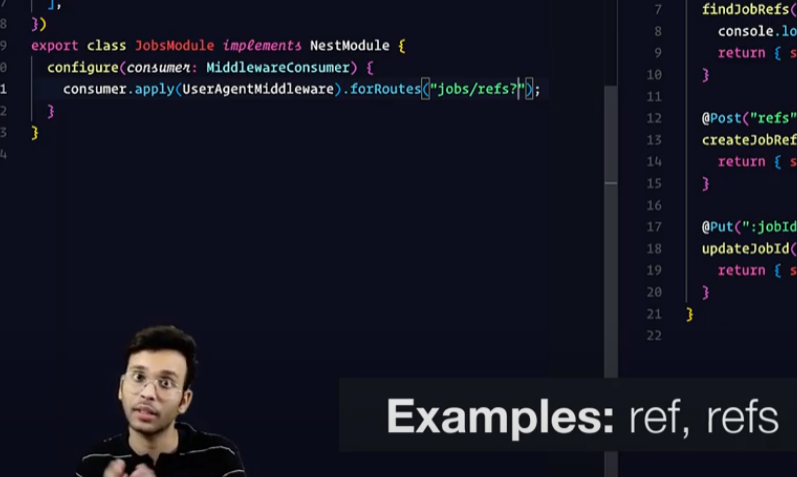 7 ],
8 })
9 export class JobsModule implements NestModule {
0 configure(consumer: MiddlewareConsumer) {
1 consumer.apply(UserAgentMiddleware).forRoutes("jobs/refs?");
2 }
3 }
4
7 findJobRefs(
8 console.lo
9 return { s
10 }
11
12 @Post("refs"
13 createJobRef
14 return { s
15 }
16
17 @Put(":jobId
18 updateJobId(
19 return { s
20 }
21 }
22
Examples: ref, refs